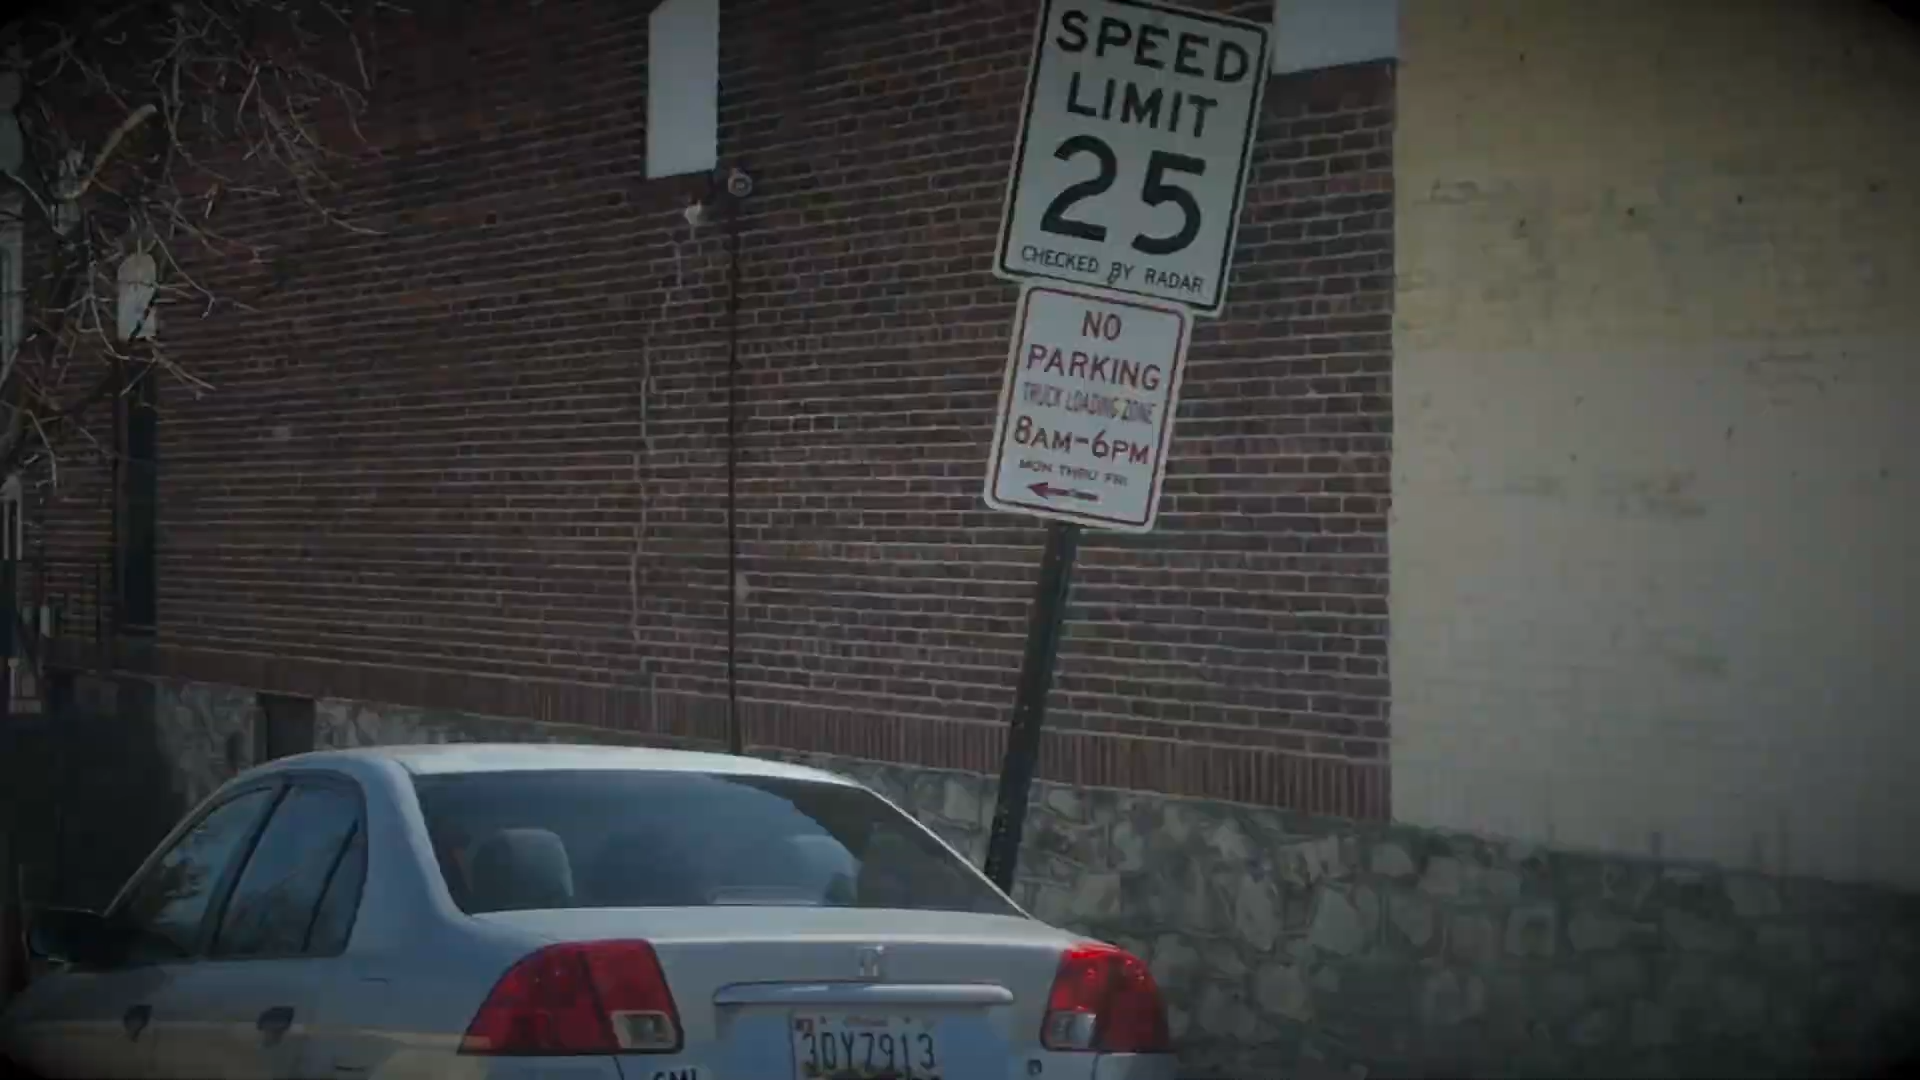 SPEED
LIMIT
25
CHECKED BY RADAR
NO
PARKING
TRUCK LOADING ZONE
8AM-6PM
MON THRU FRI
3DY7913